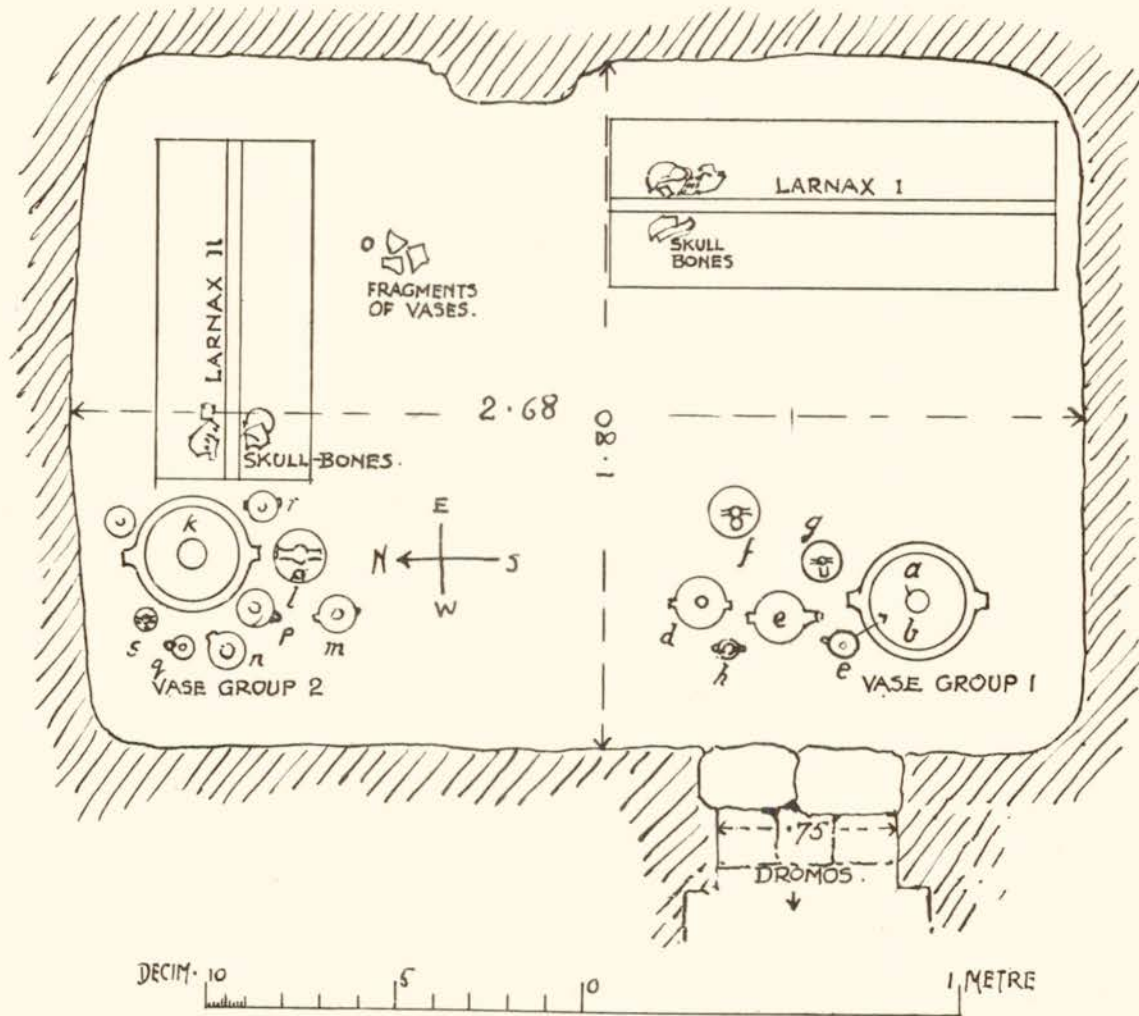 LARNAX I
SKULL
BONES
LARNAX II
O
FRAGMENTS
OF VASES.
2·68
1·80
SKULL-BONES.
k
r
l
s
q
n
p
m
VASE GROUP 2
E
N
S
W
f
g
a
b
d
e
h
e
VASE GROUP 1
·75
DROMOS.
DECIM. 10
5
0
1 METRE